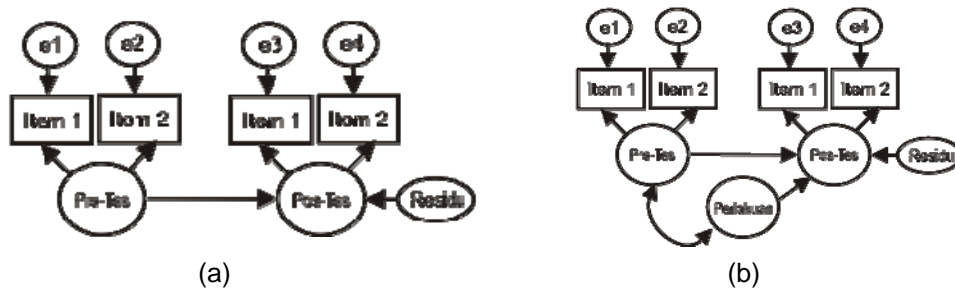 e1 e2 e3 e4
Item 1 Item 2 Item 1 Item 2
Pre-Tes Pos-Tes Residu
(a)
e1 e2 e3 e4
Item 1 Item 2 Item 1 Item 2
Pre-Tes Pos-Tes Residu
Perlakuan
(b)